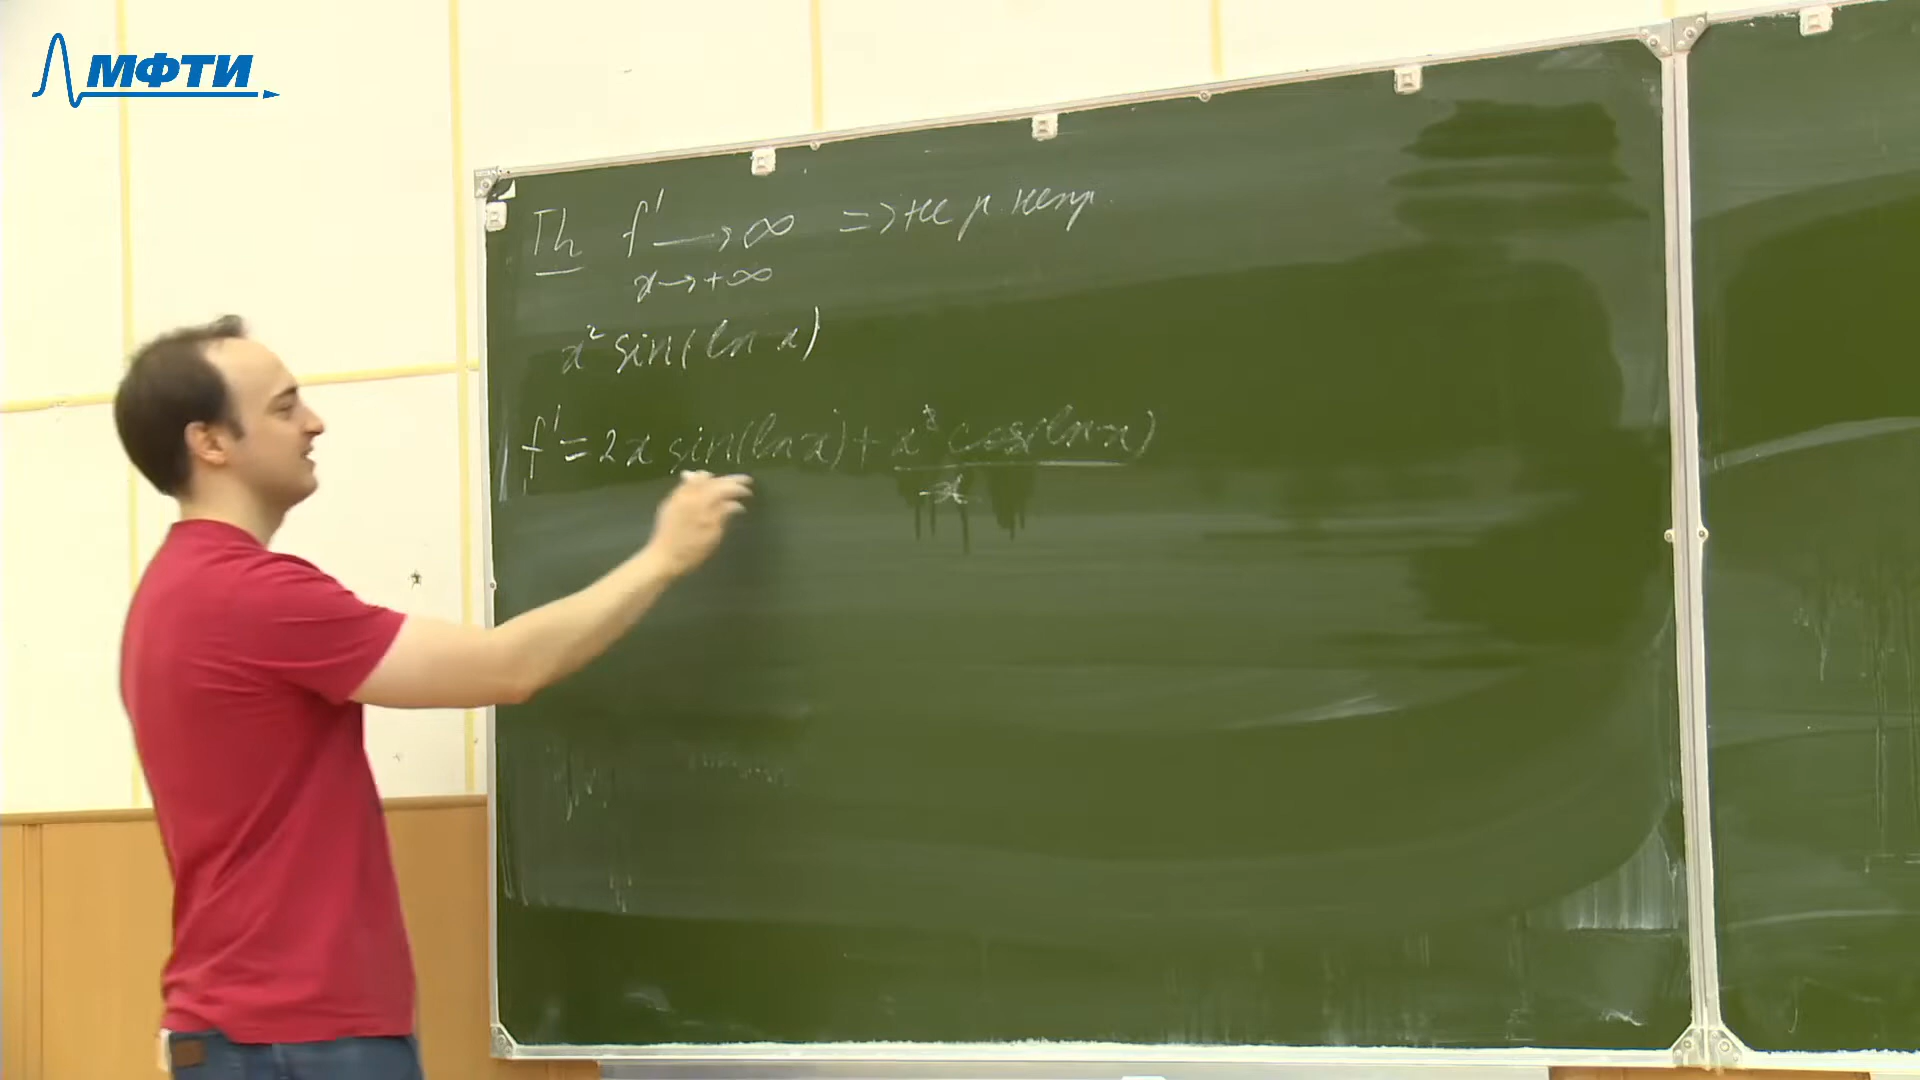 МФТИ
Th f' → ∞ => не р. непр.
x→+∞
x² sin(ln x)
f' = 2x sin(ln x) + x² cos(ln x)
x